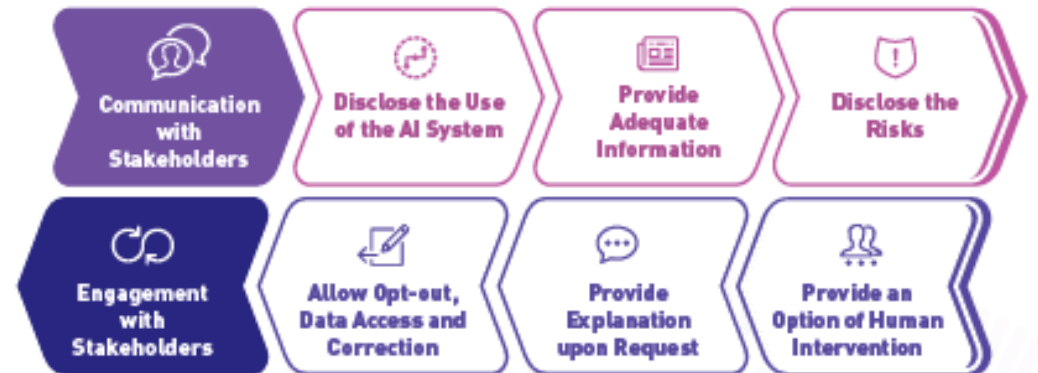 Communication
with
Stakeholders
Disclose the Use
of the AI System
Provide
Adequate
Information
Disclose the
Risks
Engagement
with
Stakeholders
Allow Opt-out,
Data Access and
Correction
Provide
Explanation
upon Request
Provide an
Option of Human
Intervention